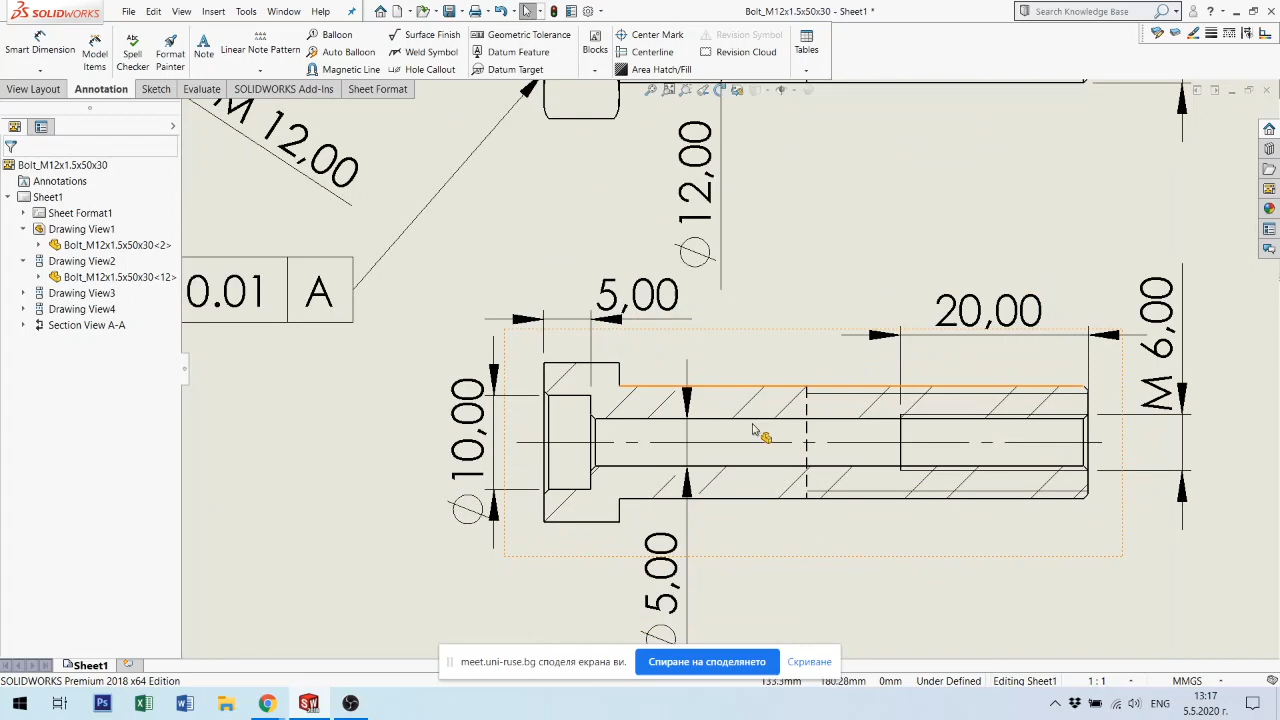 SOLIDWORKS
File Edit View Insert Tools Window Help
Bolt_M12x1.5x50x30 - Sheet1 *
Search Knowledge Base
Smart Dimension
Model Items
Spell Checker
Format Painter
Note
Linear Note Pattern
Balloon
Auto Balloon
Magnetic Line
Surface Finish
Weld Symbol
Hole Callout
Geometric Tolerance
Datum Feature
Datum Target
Blocks
Center Mark
Centerline
Area Hatch/Fill
Revision Symbol
Revision Cloud
Tables
View Layout Annotation Sketch Evaluate SOLIDWORKS Add-Ins Sheet Format
Bolt_M12x1.5x50x30
Annotations
Sheet1
Sheet Format1
Drawing View1
Bolt_M12x1.5x50x30<2>
Drawing View2
Bolt_M12x1.5x50x30<12>
Drawing View3
Drawing View4
Section View A-A
M 12,00
∅ 12,00
0.01 A
5,00
20,00
M 6,00
∅ 10,00
∅ 5,00
Sheet1
meet.uni-ruse.bg споделя екрана ви.
Спиране на споделянето
Скриване
SOLIDWORKS Premium 2018 x64 Edition
133.3mm 180.28mm 0mm Under Defined Editing Sheet1 1 : 1 MMGS
Ps
ENG
13:17
5.5.2020 г.